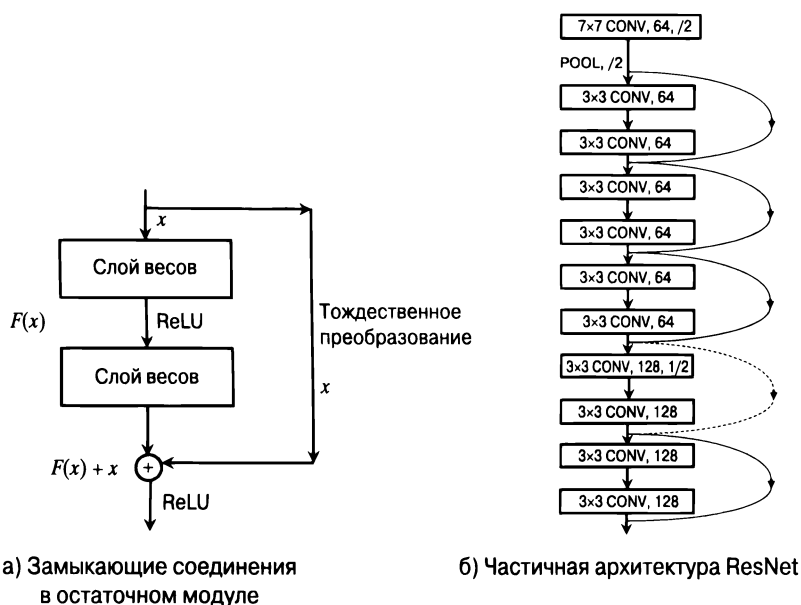 x
Слой весов
F(x)
ReLU
Слой весов
Тождественное
преобразование
x
F(x) + x
+
ReLU
а) Замыкающие соединения
в остаточном модуле
7×7 CONV, 64, /2
POOL, /2
3×3 CONV, 64
3×3 CONV, 64
3×3 CONV, 64
3×3 CONV, 64
3×3 CONV, 64
3×3 CONV, 64
3×3 CONV, 128, 1/2
3×3 CONV, 128
3×3 CONV, 128
3×3 CONV, 128
б) Частичная архитектура ResNet